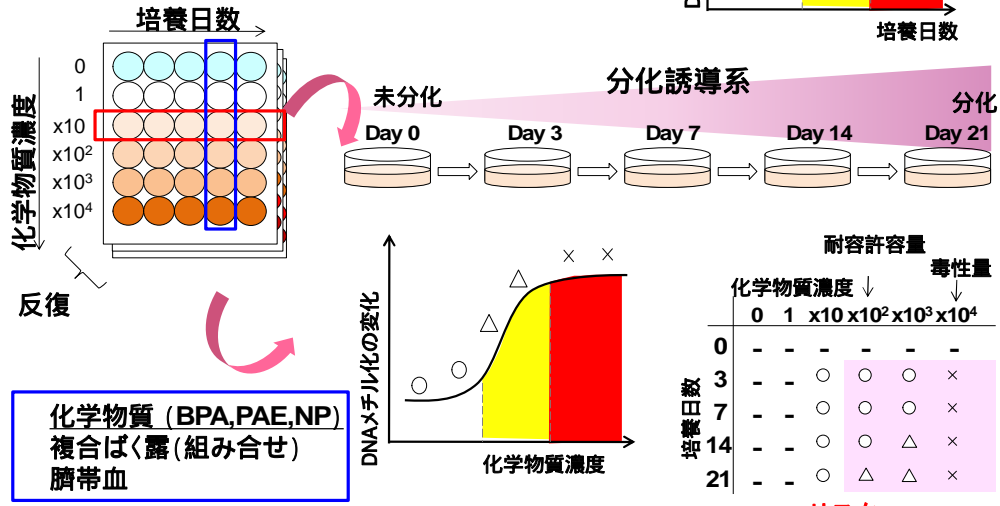 D
培養日数
培養日数
化学物質濃度
0
1
x10
x10²
x10³
x10⁴
反復
分化誘導系
未分化
分化
Day 0
Day 3
Day 7
Day 14
Day 21
DNAメチル化の変化
化学物質濃度
化学物質 (BPA,PAE,NP)
複合ばく露(組み合せ)
臍帯血
耐容許容量
毒性量
化学物質濃度
0 1 x10 x10² x10³ x10⁴
培養日数
0 - - - - - -
3 - - ○ ○ ○ ×
7 - - ○ ○ ○ ×
14 - - ○ ○ △ ×
21 - - ○ △ △ ×